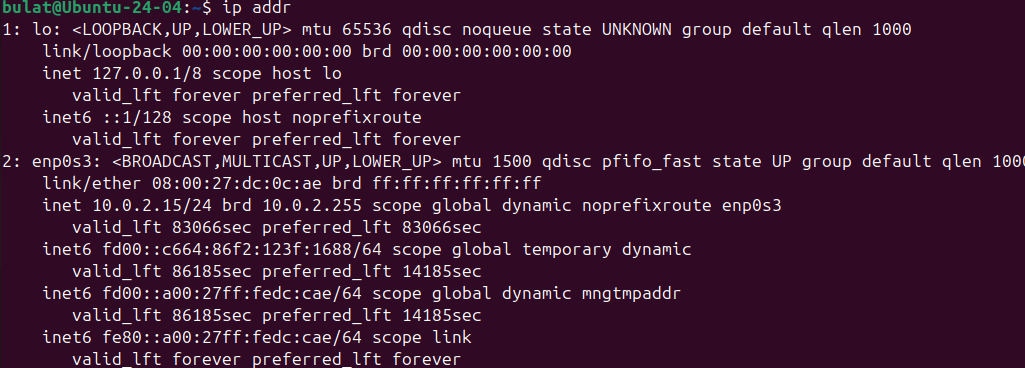 bulat@Ubuntu-24-04:~$ ip addr
1: lo: <LOOPBACK,UP,LOWER_UP> mtu 65536 qdisc noqueue state UNKNOWN group default qlen 1000
    link/loopback 00:00:00:00:00:00 brd 00:00:00:00:00:00
    inet 127.0.0.1/8 scope host lo
       valid_lft forever preferred_lft forever
    inet6 ::1/128 scope host noprefixroute
       valid_lft forever preferred_lft forever
2: enp0s3: <BROADCAST,MULTICAST,UP,LOWER_UP> mtu 1500 qdisc pfifo_fast state UP group default qlen 1000
    link/ether 08:00:27:dc:0c:ae brd ff:ff:ff:ff:ff:ff
    inet 10.0.2.15/24 brd 10.0.2.255 scope global dynamic noprefixroute enp0s3
       valid_lft 83066sec preferred_lft 83066sec
    inet6 fd00::c664:86f2:123f:1688/64 scope global temporary dynamic
       valid_lft 86185sec preferred_lft 14185sec
    inet6 fd00::a00:27ff:fedc:cae/64 scope global dynamic mngtmpaddr
       valid_lft 86185sec preferred_lft 14185sec
    inet6 fe80::a00:27ff:fedc:cae/64 scope link
       valid_lft forever preferred_lft forever